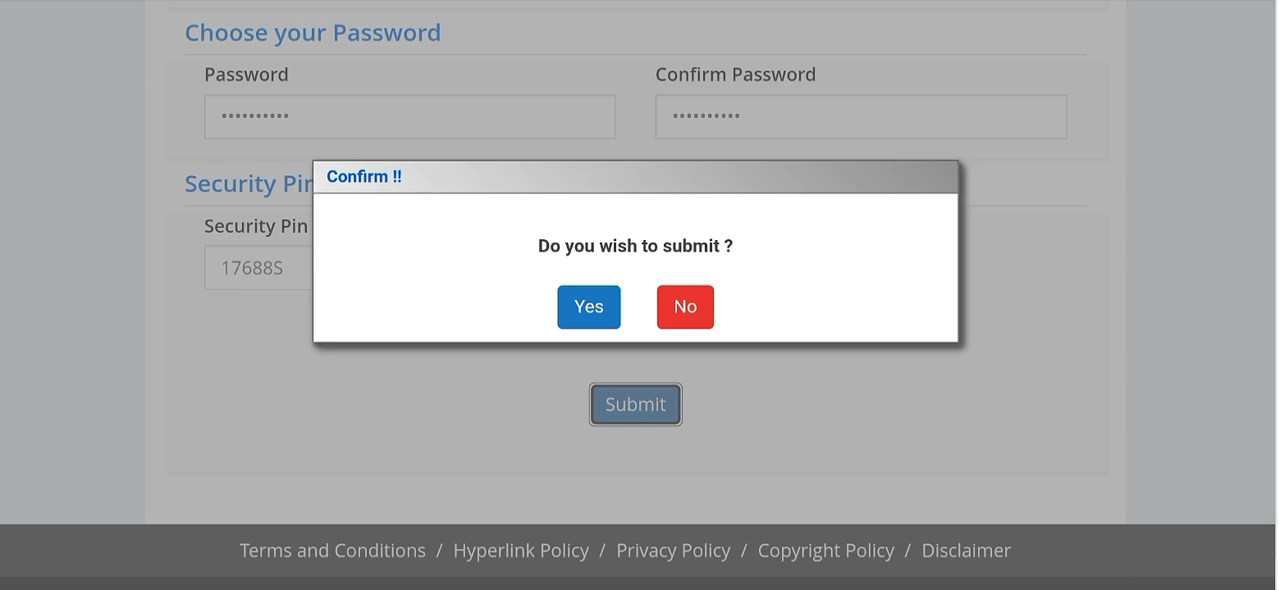 Choose your Password
Password Confirm Password
•••••••••• ••••••••••
Confirm !!
Security Pin
Security Pin
Do you wish to submit ?
17688S
Yes No
Submit
Terms and Conditions / Hyperlink Policy / Privacy Policy / Copyright Policy / Disclaimer